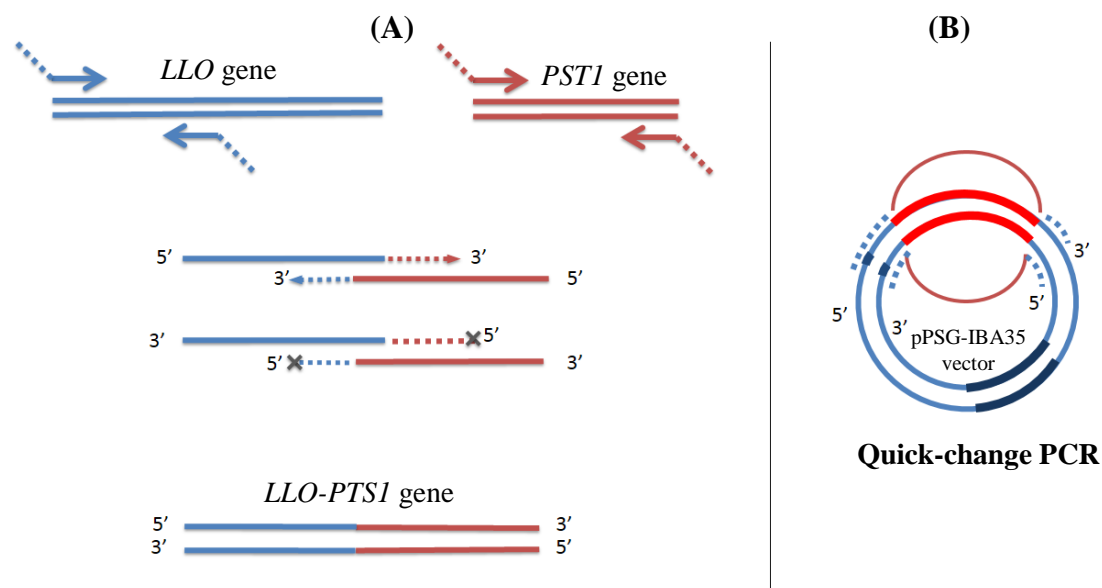 (A)
(B)
LLO gene
PST1 gene
5’
3’
3’
5’
3’
5’
5’
3’
LLO-PTS1 gene
5’
3’
3’
5’
3’
5’
5’
3’
pPSG-IBA35
vector
Quick-change PCR